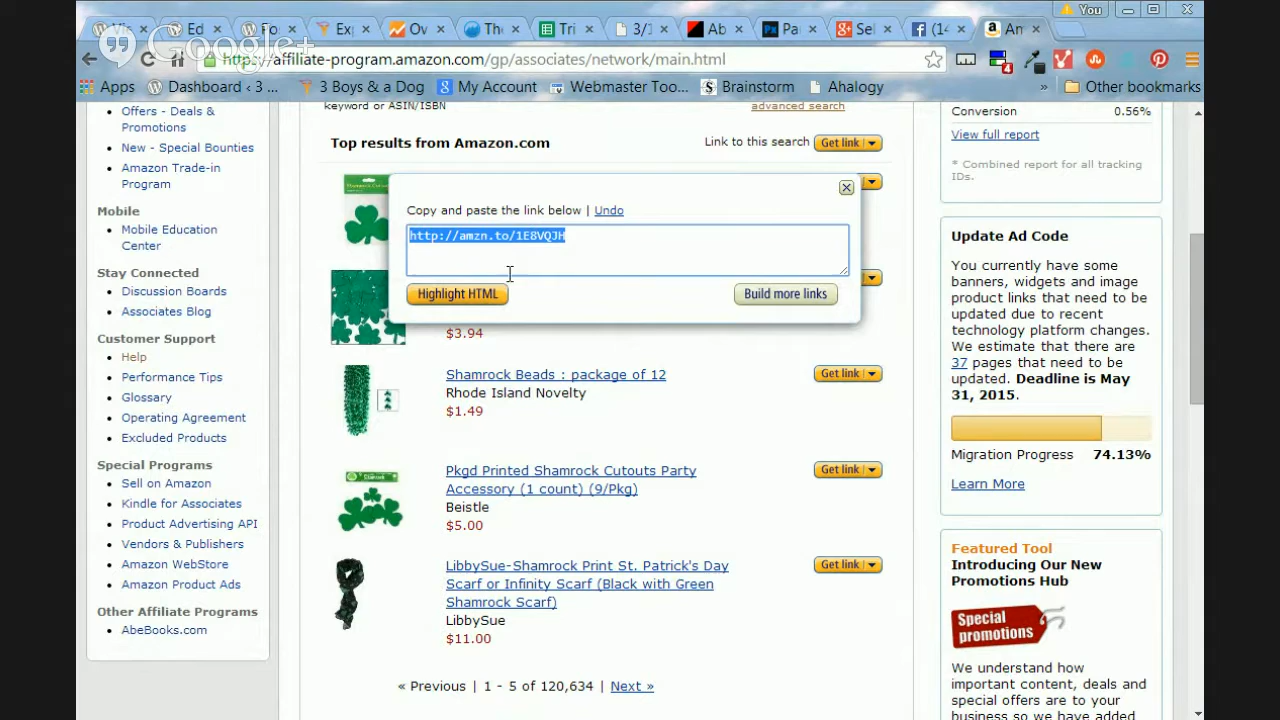 You
Vi
Ed
Po
Exp
Ov
The
Tri
3/1
Ab
Pa
Sel
(14
Am
Google+
https://affiliate-program.amazon.com/gp/associates/network/main.html
4
Apps
Dashboard ‹ 3 ...
3 Boys & a Dog
My Account
Webmaster Too...
Brainstorm
Ahalogy
»
Other bookmarks
Offers - Deals &
Promotions
New - Special Bounties
Amazon Trade-in
Program
Mobile
Mobile Education
Center
Discussion Boards
Associates Blog
Customer Support
Help
Performance Tips
Glossary
Operating Agreement
Excluded Products
Special Programs
Sell on Amazon
Kindle for Associates
Product Advertising API
Vendors & Publishers
Amazon WebStore
Amazon Product Ads
Other Affiliate Programs
AbeBooks.com
keyword or ASIN/ISBN
advanced search
Top results from Amazon.com
Link to this search
Get link
Copy and paste the link below | Undo
http://amzn.to/1E8VQJH
Highlight HTML
Build more links
$3.94
Shamrock Beads : package of 12
Rhode Island Novelty
$1.49
Get link
Pkgd Printed Shamrock Cutouts Party
Accessory (1 count) (9/Pkg)
Beistle
$5.00
Get link
LibbySue-Shamrock Print St. Patrick's Day
Scarf or Infinity Scarf (Black with Green
Shamrock Scarf)
LibbySue
$11.00
Get link
« Previous | 1 - 5 of 120,634 | Next »
Conversion 0.56%
View full report
* Combined report for all tracking
IDs.
Update Ad Code
You currently have some
banners, widgets and image
product links that need to be
updated due to recent
technology platform changes.
We estimate that there are
37 pages that need to be
updated. Deadline is May
31, 2015.
Migration Progress 74.13%
Learn More
Featured Tool
Introducing Our New
Promotions Hub
Special
promotions
We understand how
important content, deals and
special offers are to your
business so we have added